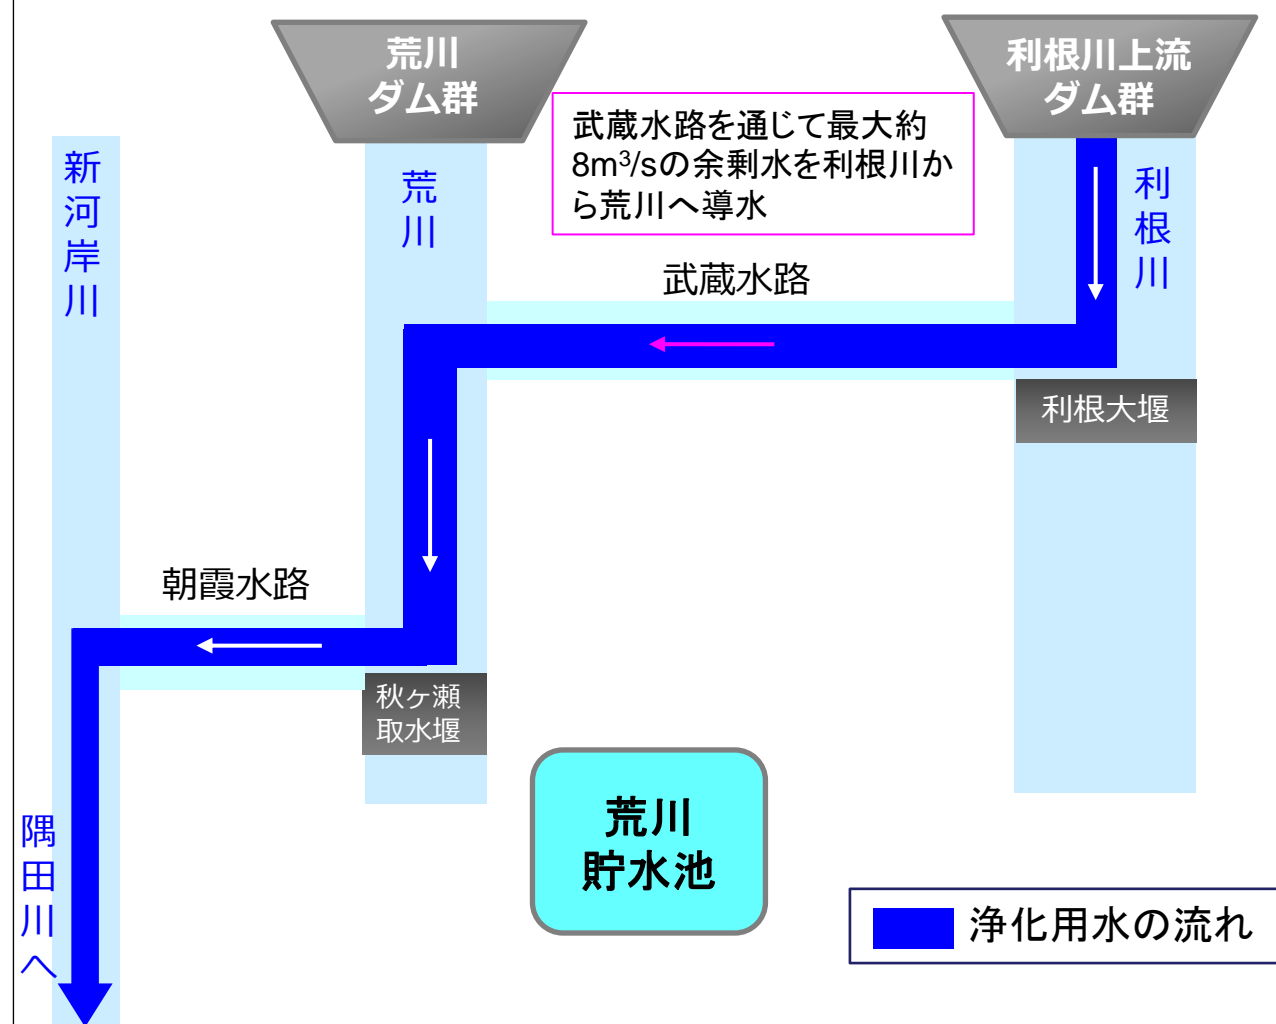 荒川
ダム群
利根川上流
ダム群
武蔵水路を通じて最大約
8m³/sの余剰水を利根川か
ら荒川へ導水
新河岸川
荒川
利根川
武蔵水路
利根大堰
朝霞水路
秋ヶ瀬
取水堰
荒川
貯水池
隅田川へ
浄化用水の流れ